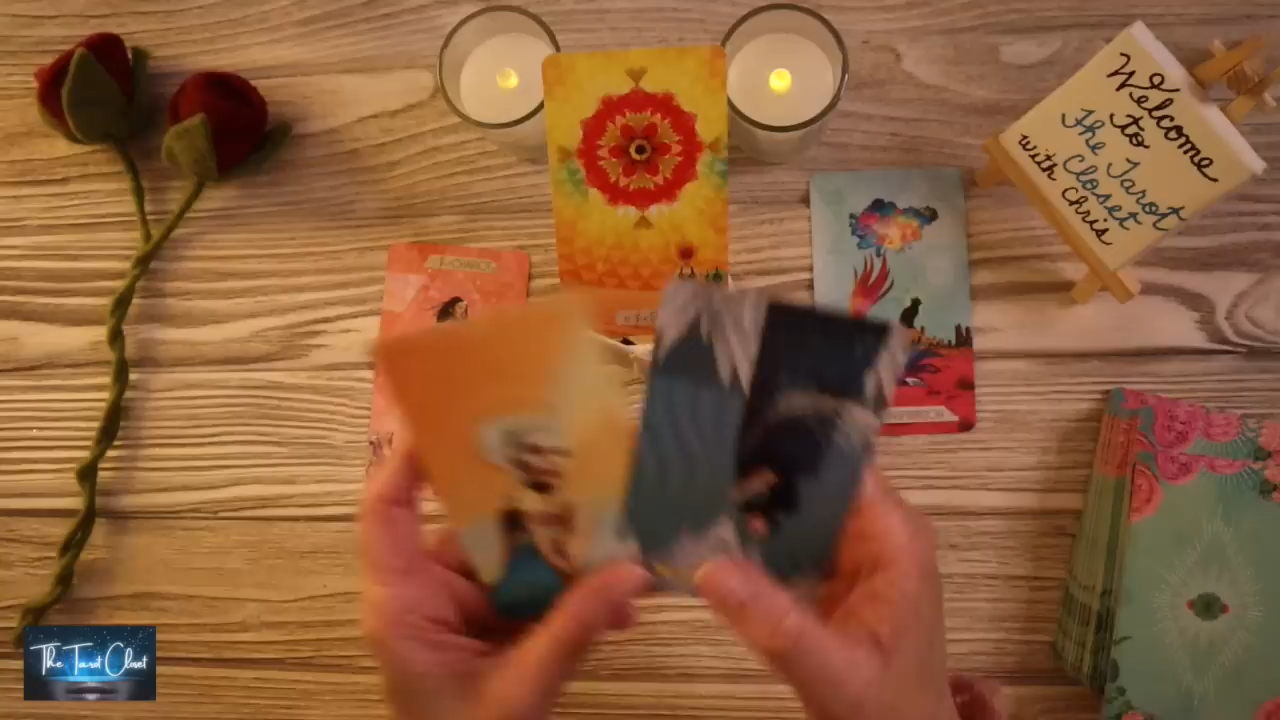 Welcome
to
The Tarot
Closet
with Chris
The Tarot Closet